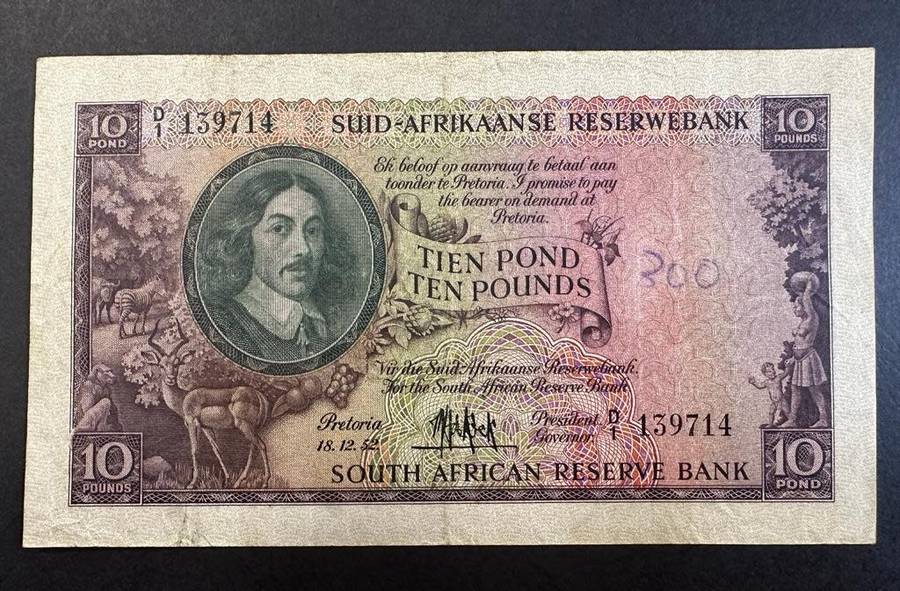 10
POND
D/1 139714
SUID-AFRIKAANSE RESERWEBANK
10
POUNDS
Ek beloof op aanvraag te betaal aan
toonder te Pretoria. I promise to pay
the bearer on demand at
Pretoria.
TIEN POND
TEN POUNDS
300
Vir die Suid-Afrikaanse Reserwebank.
For the South African Reserve Bank
Pretoria
18.12.52
President.
Governor.
D/1 139714
10
POUNDS
SOUTH AFRICAN RESERVE BANK
10
POND